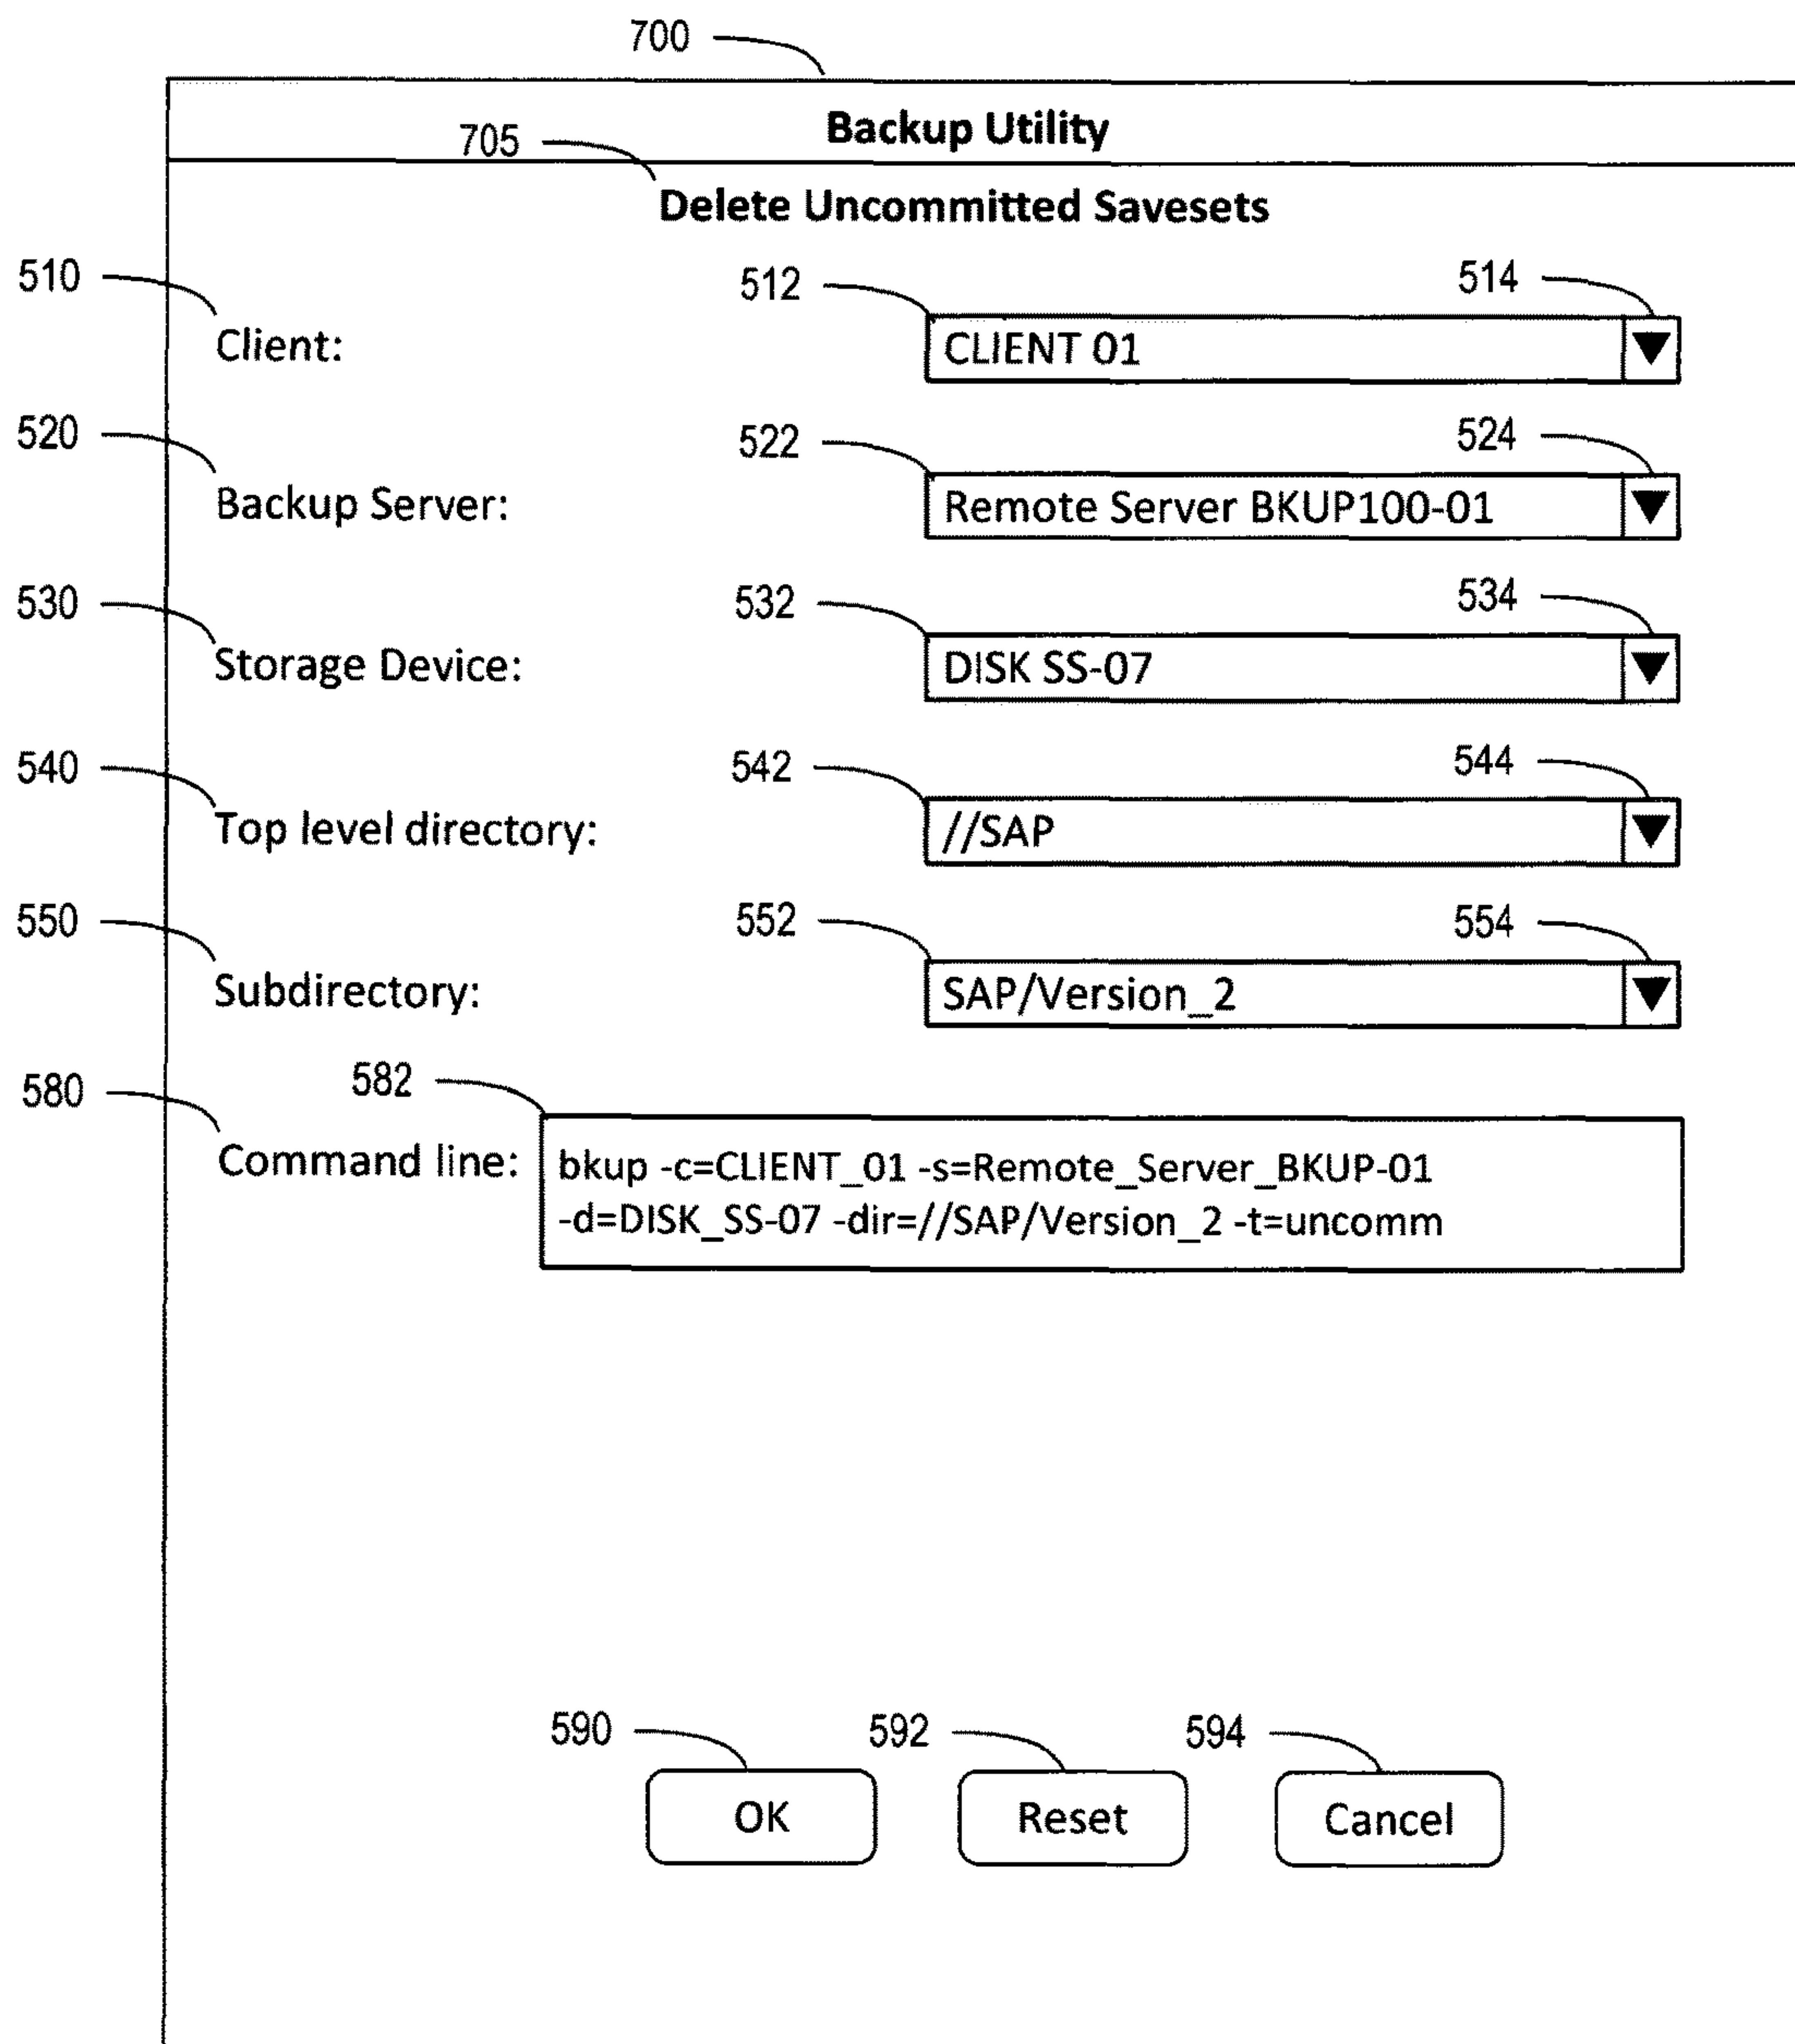 700
Backup Utility
705
Delete Uncommitted Savesets
510 512 514
Client: CLIENT 01
520 522 524
Backup Server: Remote Server BKUP100-01
530 532 534
Storage Device: DISK SS-07
540 542 544
Top level directory: //SAP
550 552 554
Subdirectory: SAP/Version_2
580 582
Command line: bkup -c=CLIENT_01 -s=Remote_Server_BKUP-01
-d=DISK_SS-07 -dir=//SAP/Version_2 -t=uncomm
590 592 594
OK Reset Cancel